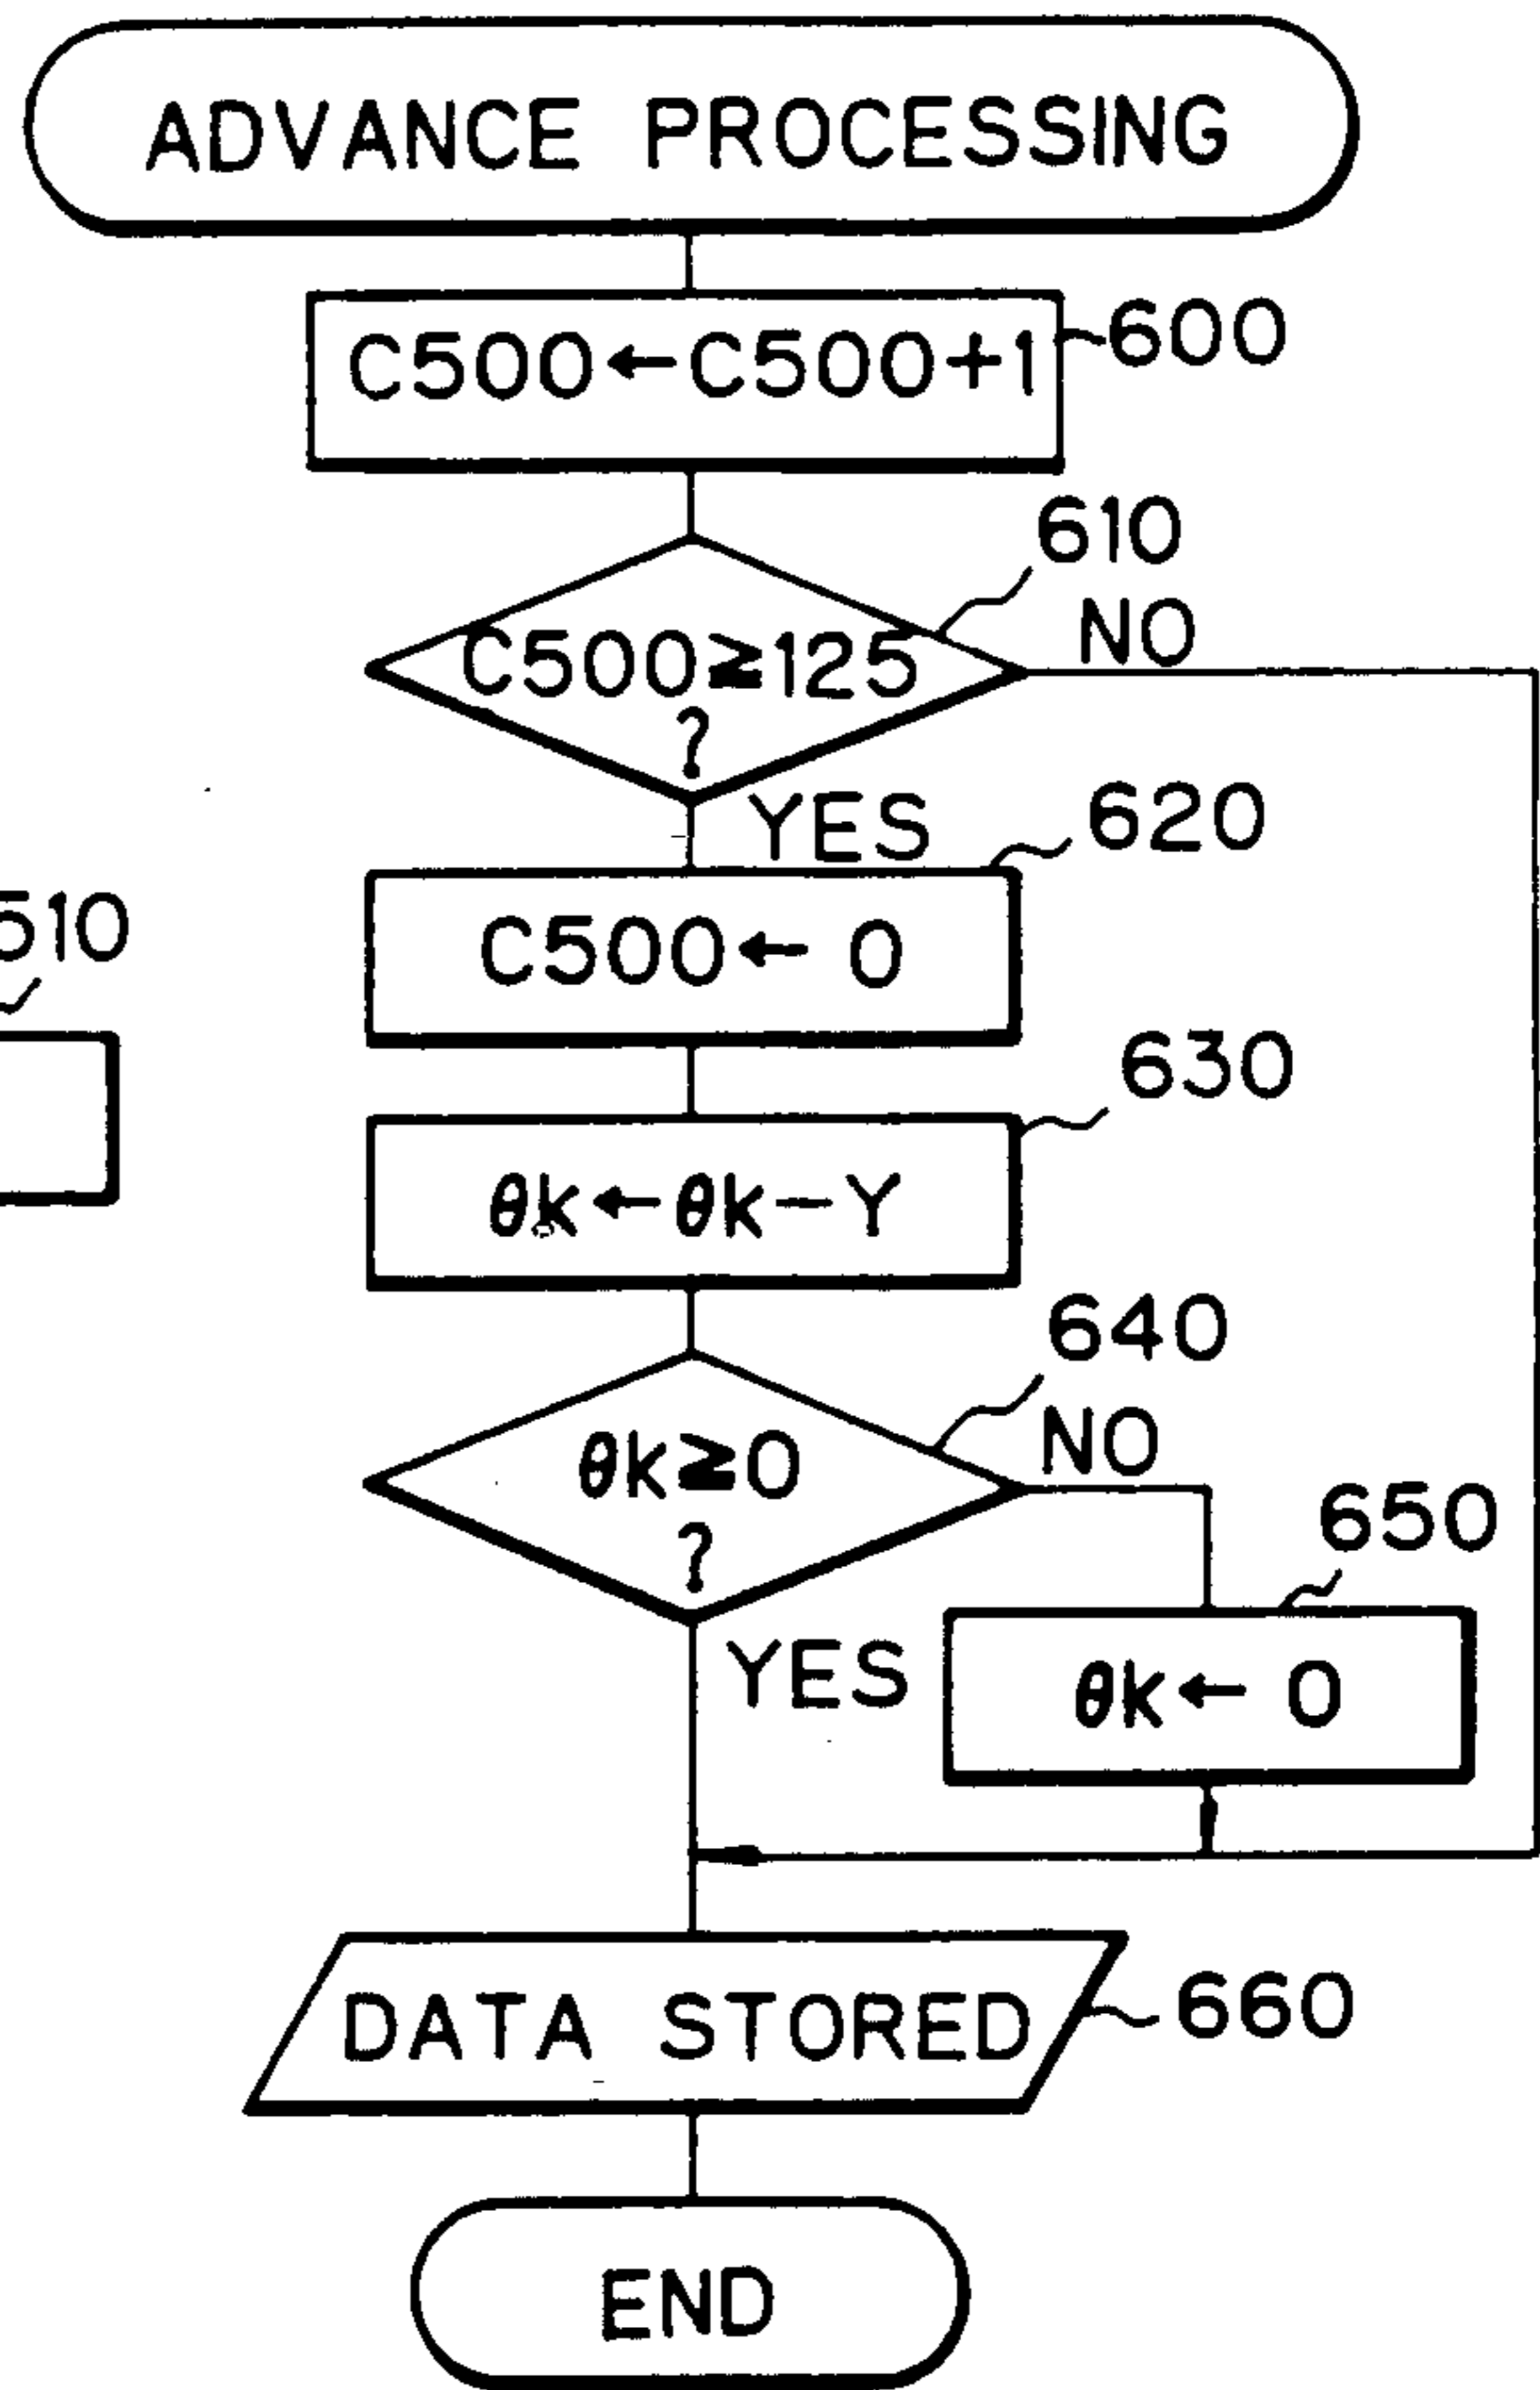 ADVANCE PROCESSING
C500←C500+1
600
610
C500≧125
?
NO
YES
620
C500← 0
510
630
θk←θk−Y
640
θk≧0
?
NO
650
YES
θk← 0
DATA STORED
660
END